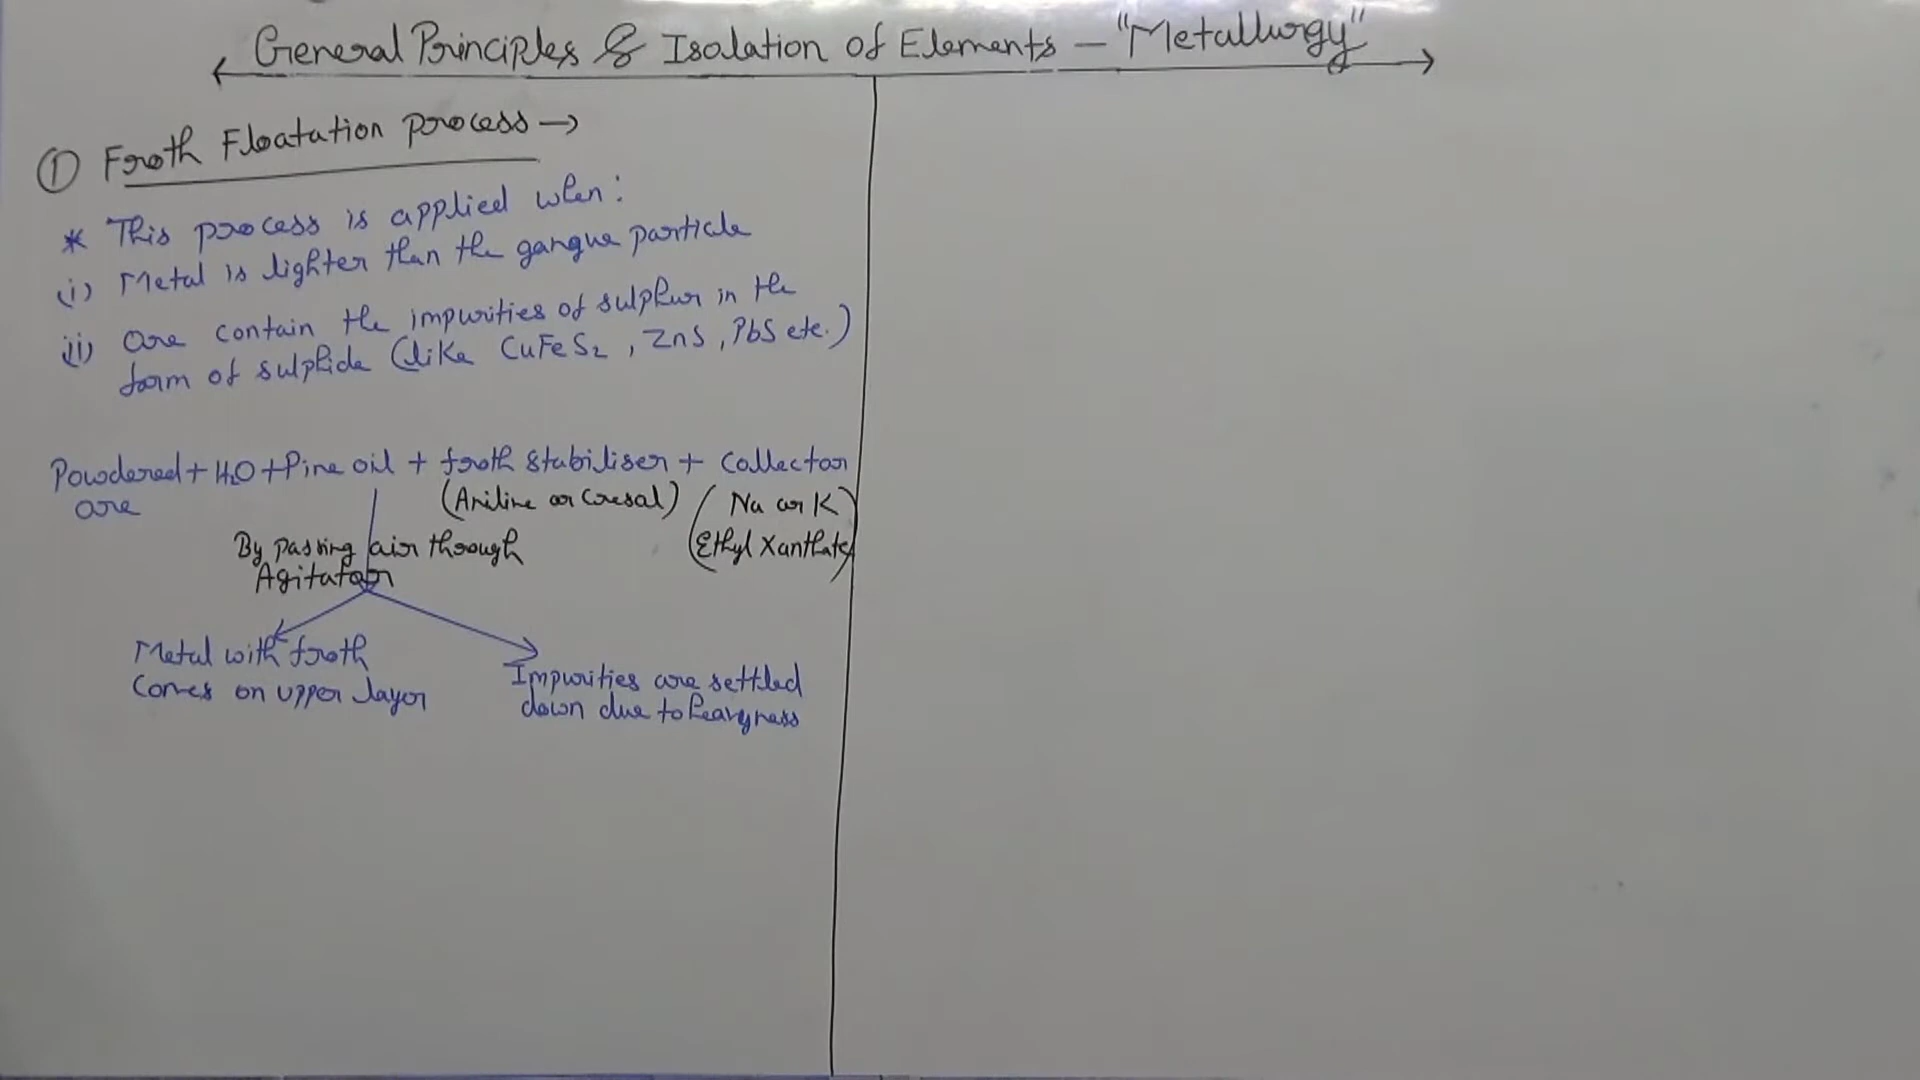 General Principles & Isolation of Elements - "Metallurgy"
① Froth Floatation process →
* This process is applied when:
(i) Metal is lighter than the gangue particle
(ii) Ore contain the impurities of sulphur in the
form of sulphide (like CuFeS₂, ZnS, PbS etc.)
Powdered + H₂O + Pine oil + froth stabiliser + collector
ore (Aniline or Cresol) ( Na or K
By passing air through (Ethyl Xanthate)
Agitator
Metal with froth
Comes on upper layer
Impurities are settled
down due to heavyness